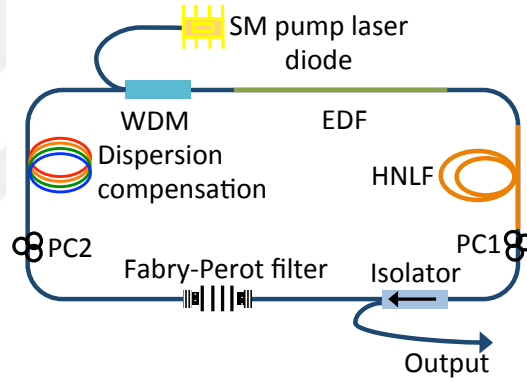 SM pump laser
diode
WDM
EDF
Dispersion
compensation
HNLF
PC2
PC1
Fabry-Perot filter
Isolator
Output